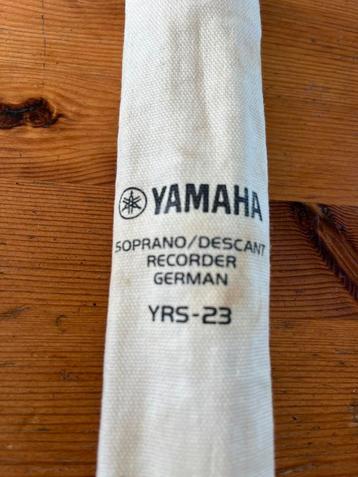 YAMAHA
SOPRANO/DESCANT
RECORDER
GERMAN
YRS-23